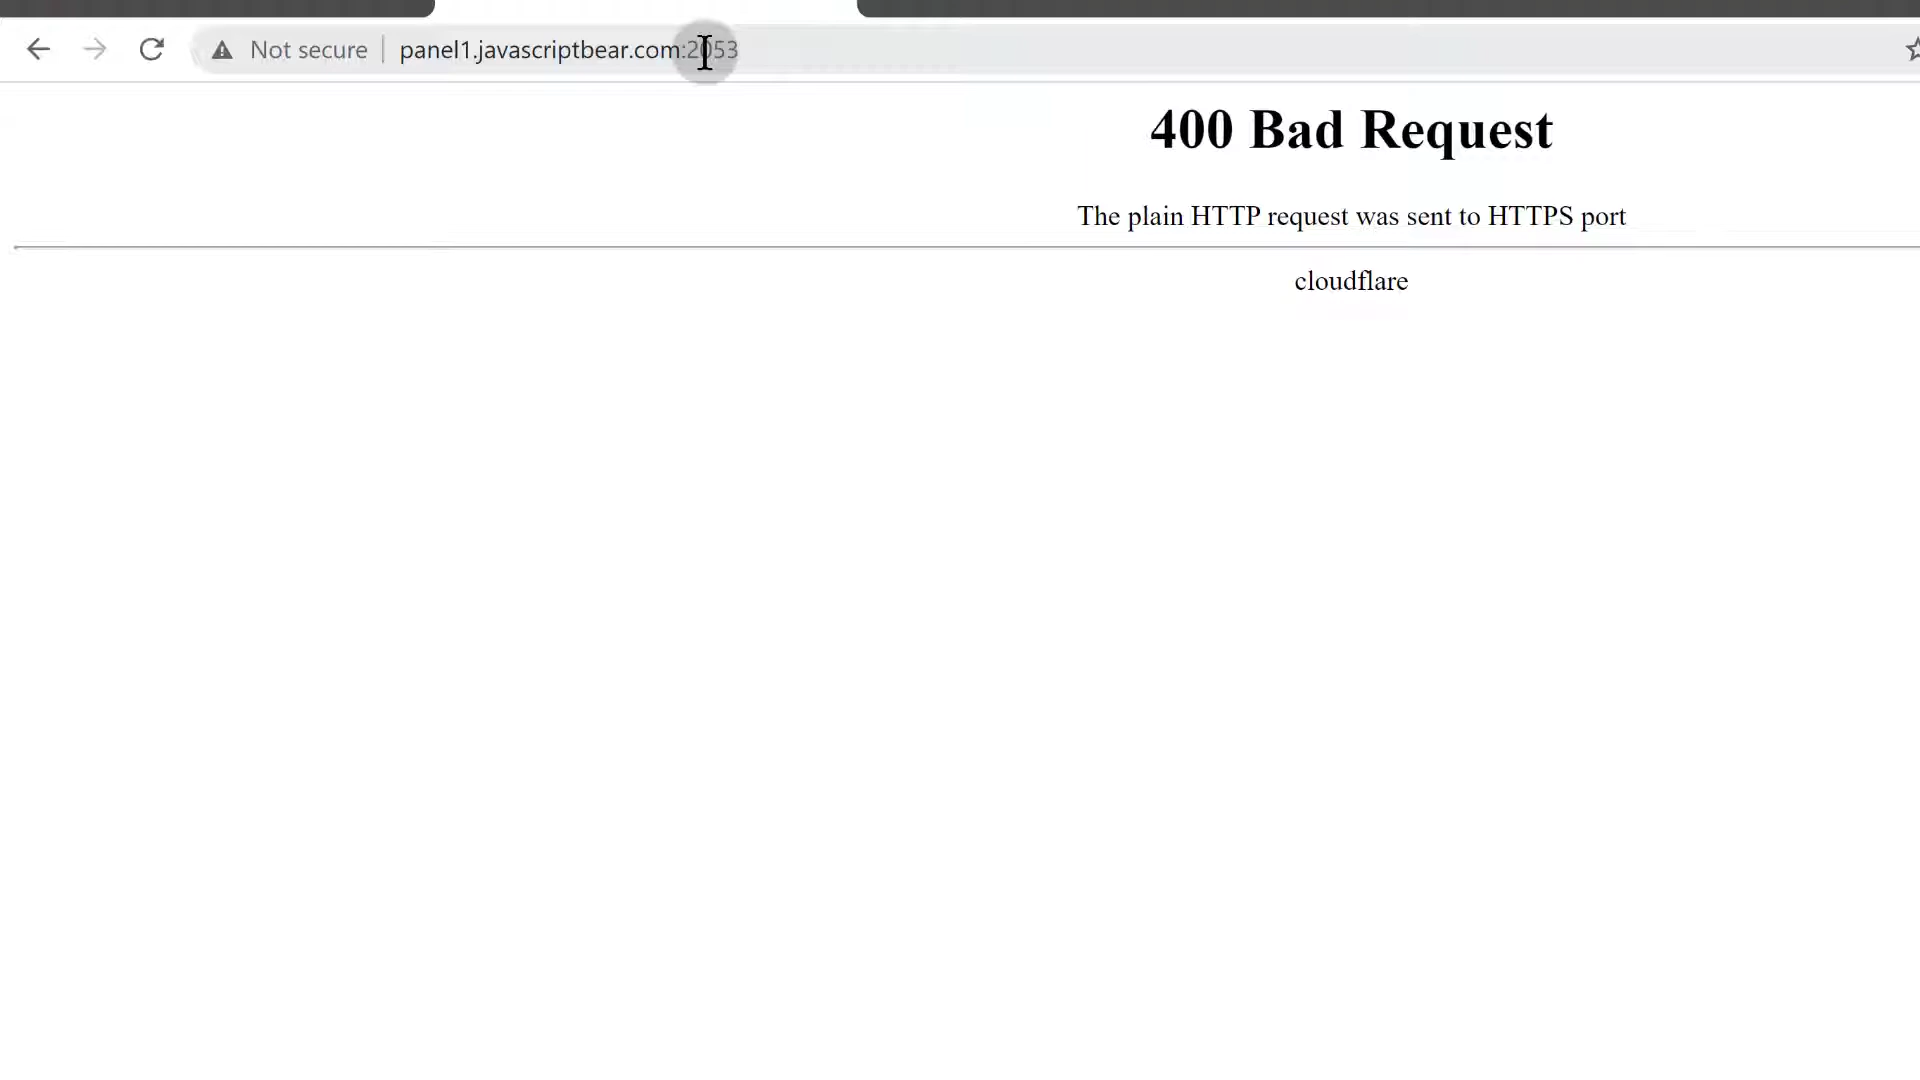 Not secure | panel1.javascriptbear.com:2053
400 Bad Request
The plain HTTP request was sent to HTTPS port
cloudflare